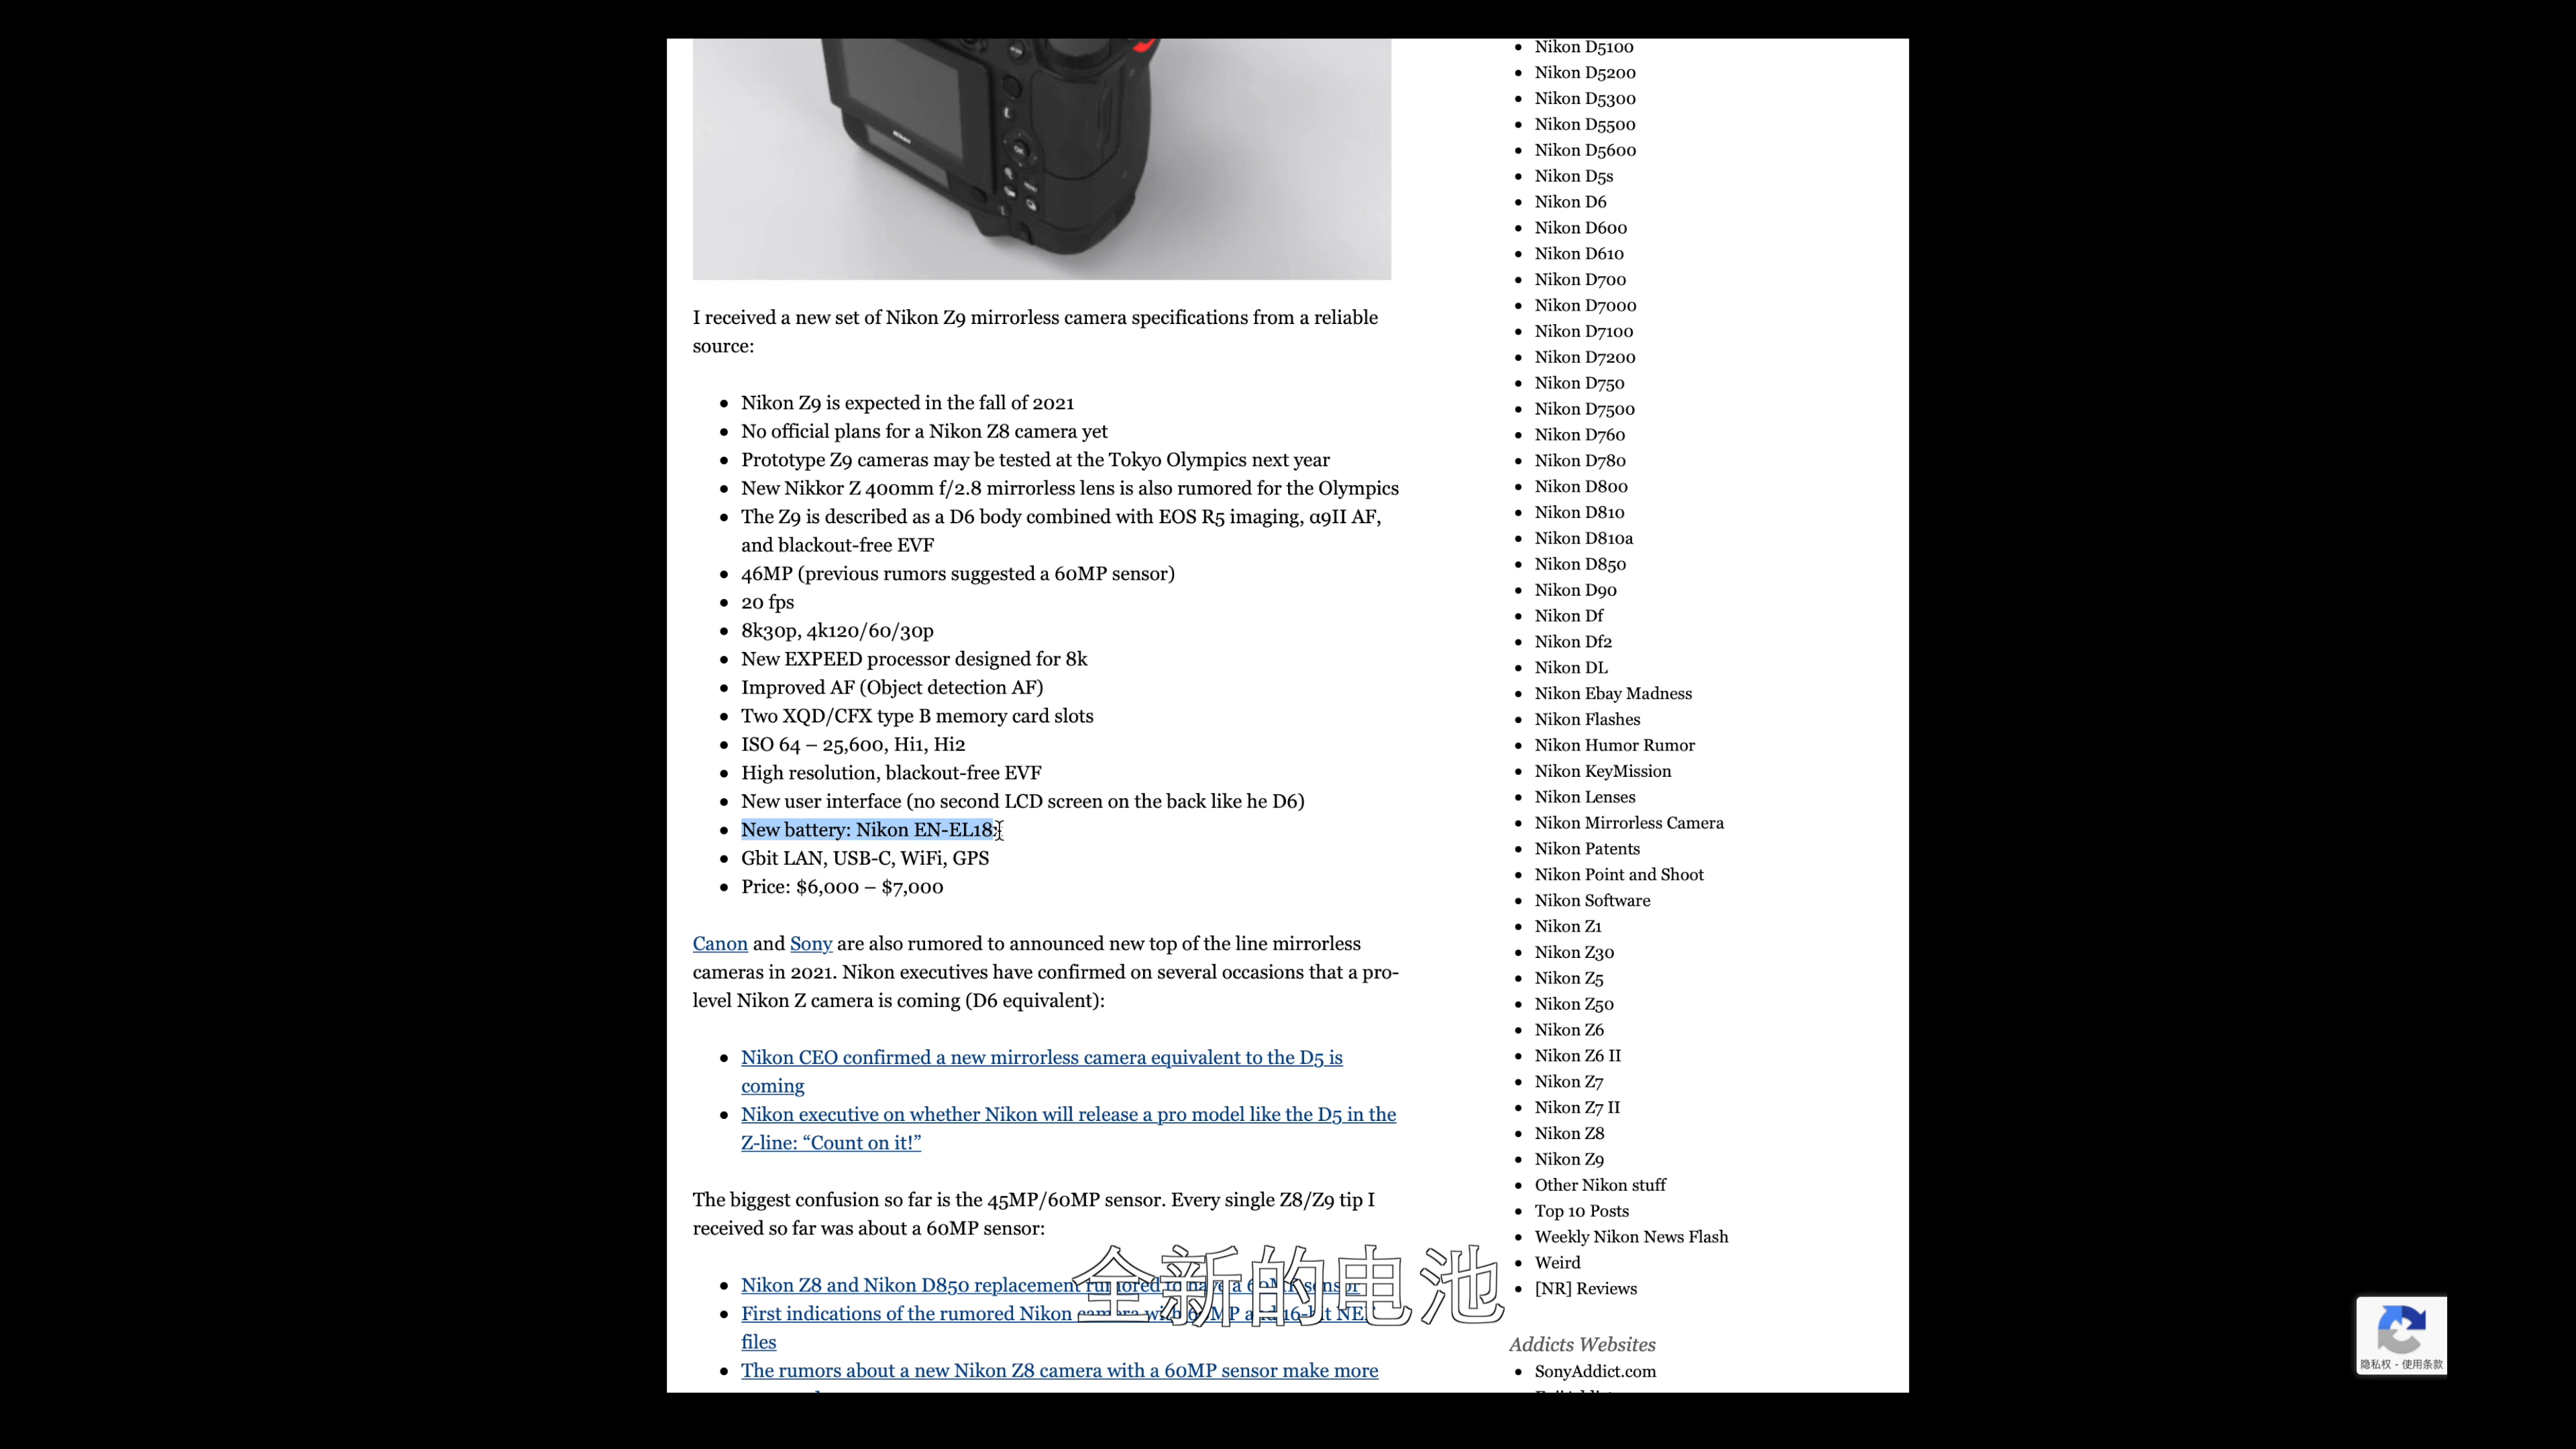 I received a new set of Nikon Z9 mirrorless camera specifications from a reliable
source:
Nikon Z9 is expected in the fall of 2021
No official plans for a Nikon Z8 camera yet
Prototype Z9 cameras may be tested at the Tokyo Olympics next year
New Nikkor Z 400mm f/2.8 mirrorless lens is also rumored for the Olympics
The Z9 is described as a D6 body combined with EOS R5 imaging, α9II AF,
and blackout-free EVF
46MP (previous rumors suggested a 60MP sensor)
20 fps
8k30p, 4k120/60/30p
New EXPEED processor designed for 8k
Improved AF (Object detection AF)
Two XQD/CFX type B memory card slots
ISO 64 – 25,600, Hi1, Hi2
High resolution, blackout-free EVF
New user interface (no second LCD screen on the back like he D6)
New battery: Nikon
Gbit LAN, USB-C, WiFi, GPS
Price: $6,000 – $7,000
Canon and Sony are also rumored to announced new top of the line mirrorless
cameras in 2021. Nikon executives have confirmed on several occasions that a pro-
level Nikon Z camera is coming (D6 equivalent):
Nikon CEO confirmed a new mirrorless camera equivalent to the D5 is
coming
Nikon executive on whether Nikon will release a pro model like the D5 in the
Z-line: “Count on it!”
The biggest confusion so far is the 45MP/60MP sensor. Every single Z8/Z9 tip I
received so far was about a 60MP sensor:
Nikon Z8 and Nikon D850 replacement rumored to have a 60MP sensor
First indications of the rumored Nikon camera with 60MP and 16-bit NEF
files
The rumors about a new Nikon Z8 camera with a 60MP sensor make more
全新的电池
Nikon D5100
Nikon D5200
Nikon D5300
Nikon D5500
Nikon D5600
Nikon D5s
Nikon D6
Nikon D600
Nikon D610
Nikon D700
Nikon D7000
Nikon D7100
Nikon D7200
Nikon D750
Nikon D7500
Nikon D760
Nikon D780
Nikon D800
Nikon D810
Nikon D810a
Nikon D850
Nikon D90
Nikon Df
Nikon Df2
Nikon DL
Nikon Ebay Madness
Nikon Flashes
Nikon Humor Rumor
Nikon KeyMission
Nikon Lenses
Nikon Mirrorless Camera
Nikon Patents
Nikon Point and Shoot
Nikon Software
Nikon Z1
Nikon Z30
Nikon Z5
Nikon Z50
Nikon Z6
Nikon Z6 II
Nikon Z7
Nikon Z7 II
Nikon Z8
Nikon Z9
Other Nikon stuff
Top 10 Posts
Weekly Nikon News Flash
Weird
[NR] Reviews
Addicts Websites
SonyAddict.com
隐私权 - 使用条款